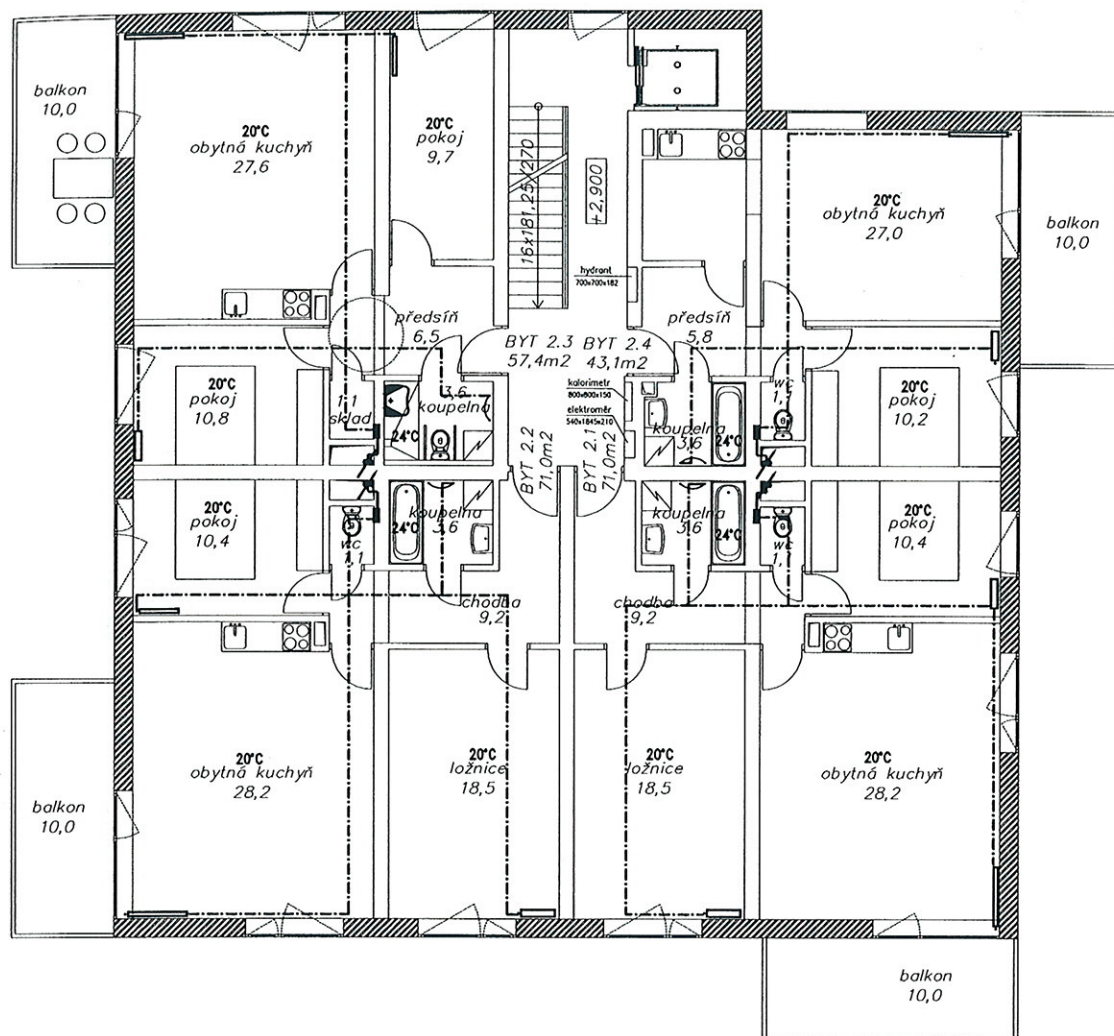 balkon
10,0
20°C
obytná kuchyň
27,6
20°C
pokoj
9,7
16x181,25/270
+2,900
20°C
obytná kuchyň
27,0
balkon
10,0
hydrant
700x700x182
předsíň
6,5
BYT 2.3
57,4m2
BYT 2.4
43,1m2
předsíň
5,8
20°C
pokoj
10,8
1,1
sklad
3,6
koupelna
24°C
kalorimetr
800x600x150
elektroměr
540x1845x210
koupelna
3,6
24°C
wc
1,1
20°C
pokoj
10,2
BYT 2.2
71,0m2
BYT 2.1
71,0m2
20°C
pokoj
10,4
wc
1,1
24°C
koupelna
3,6
koupelna
3,6
24°C
wc
1,1
20°C
pokoj
10,4
chodba
9,2
chodba
9,2
20°C
obytná kuchyň
28,2
20°C
ložnice
18,5
20°C
ložnice
18,5
20°C
obytná kuchyň
28,2
balkon
10,0
balkon
10,0